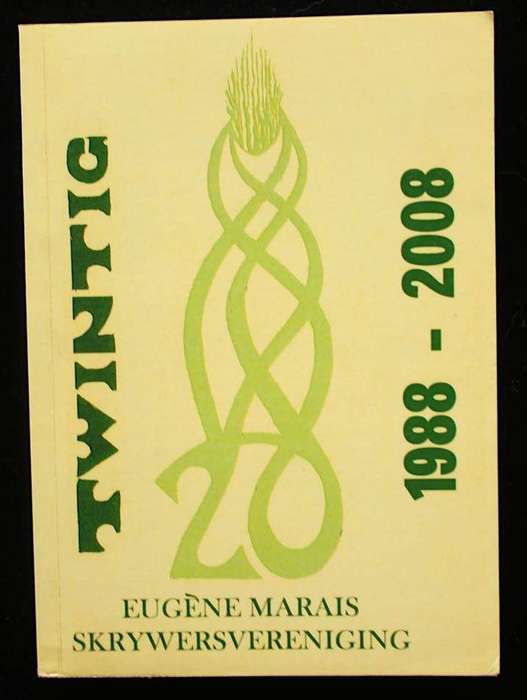 TWINTIG
20
1988 - 2008
EUGÈNE MARAIS
SKRYWERSVERENIGING